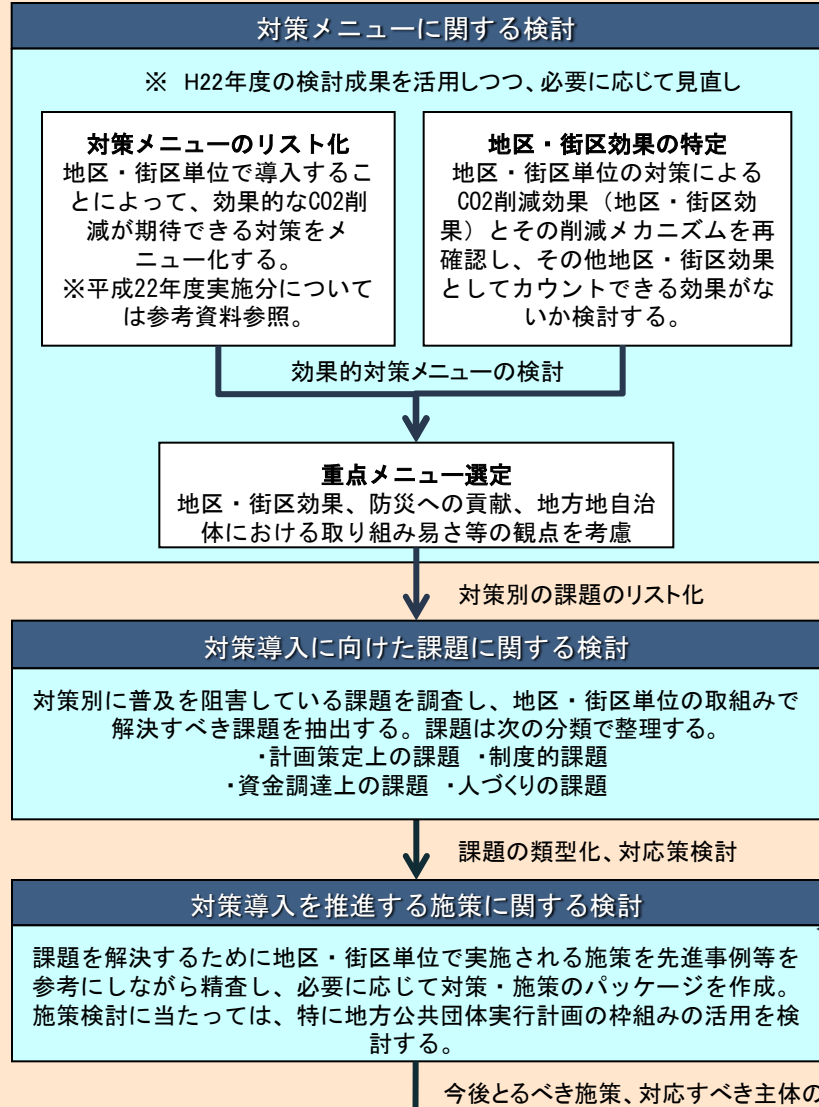 対策メニューに関する検討
※ H22年度の検討成果を活用しつつ、必要に応じて見直し
対策メニューのリスト化
地区・街区単位で導入するこ
とによって、効果的なCO2削
減が期待できる対策をメ
ニュー化する。
※平成22年度実施分について
は参考資料参照。
地区・街区効果の特定
地区・街区単位の対策による
CO2削減効果（地区・街区効
果）とその削減メカニズムを再
確認し、その他地区・街区効果
としてカウントできる効果がな
いか検討する。
効果的対策メニューの検討
重点メニュー選定
地区・街区効果、防災への貢献、地方地自治
体における取り組み易さ等の観点を考慮
対策別の課題のリスト化
対策導入に向けた課題に関する検討
対策別に普及を阻害している課題を調査し、地区・街区単位の取組みで
解決すべき課題を抽出する。課題は次の分類で整理する。
・計画策定上の課題 ・制度的課題
・資金調達上の課題 ・人づくりの課題
課題の類型化、対応策検討
対策導入を推進する施策に関する検討
課題を解決するために地区・街区単位で実施される施策を先進事例等を
参考にしながら精査し、必要に応じて対策・施策のパッケージを作成。
施策検討に当たっては、特に地方公共団体実行計画の枠組みの活用を検
討する。
今後とるべき施策、対応すべき主体の